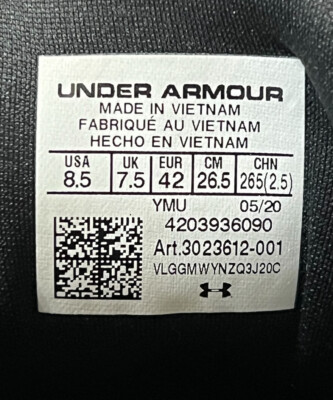 UNDER ARMOUR
MADE IN VIETNAM
FABRIQUÉ AU VIETNAM
HECHO EN VIETNAM
USA UK EUR CM CHN
8.5 7.5 42 26.5 265(2.5)
YMU 05/20
4203936090
Art.3023612-001
VLGGMWYNZQ3J20C